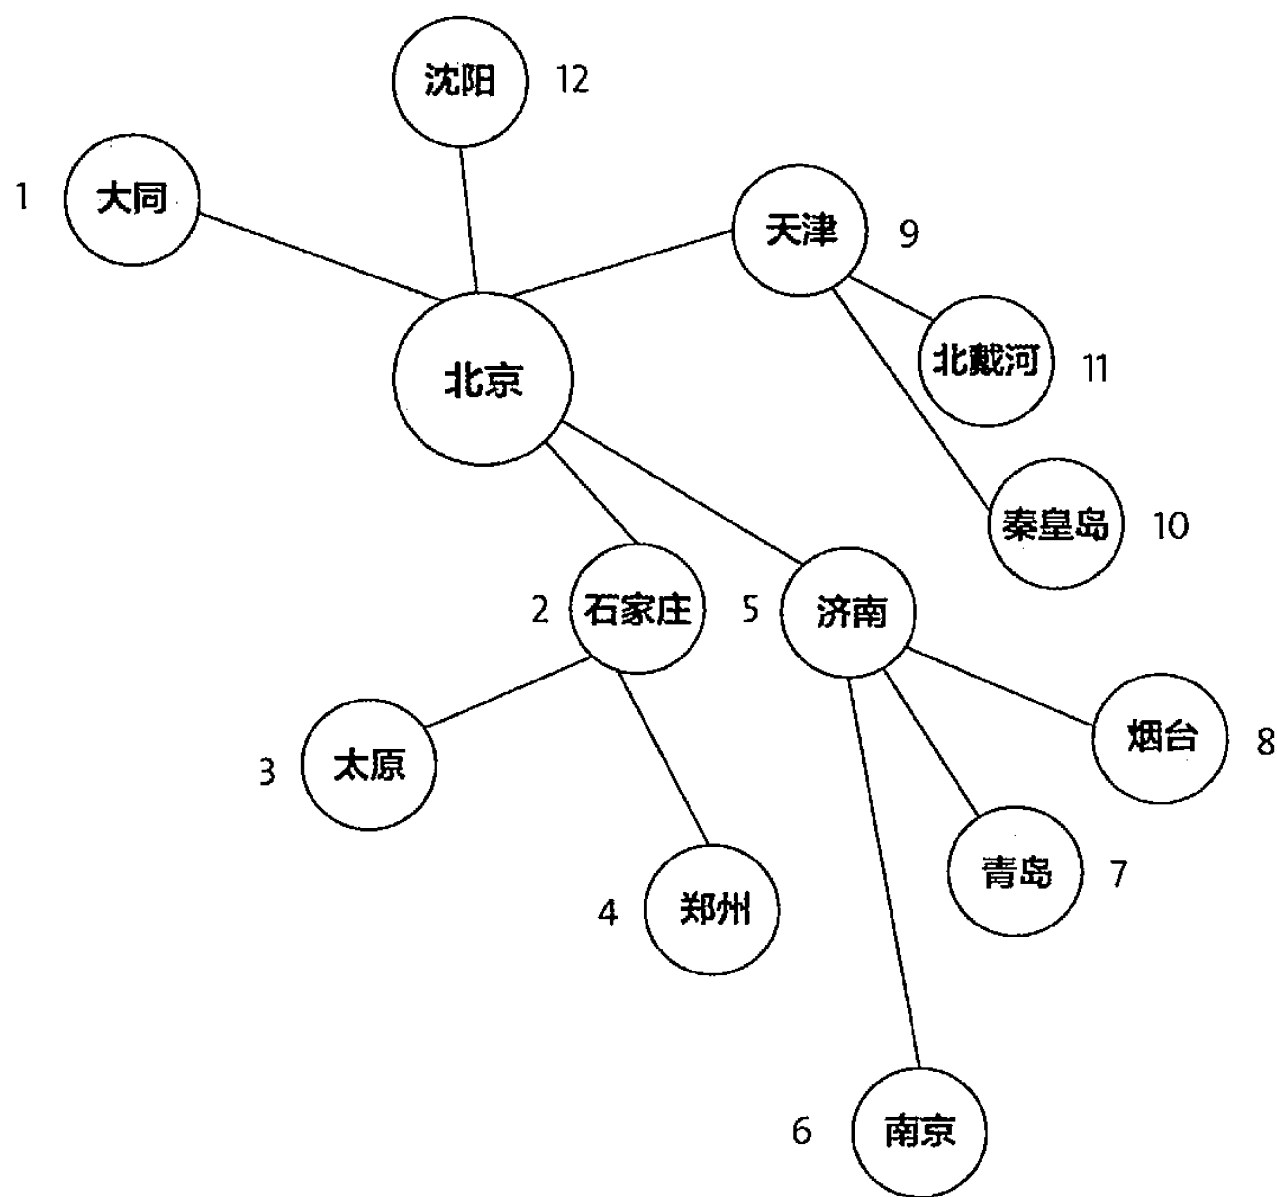 沈阳 12
1 大同
天津 9
北京
北戴河 11
秦皇岛 10
2 石家庄
5 济南
3 太原
烟台 8
青岛 7
4 郑州
6 南京